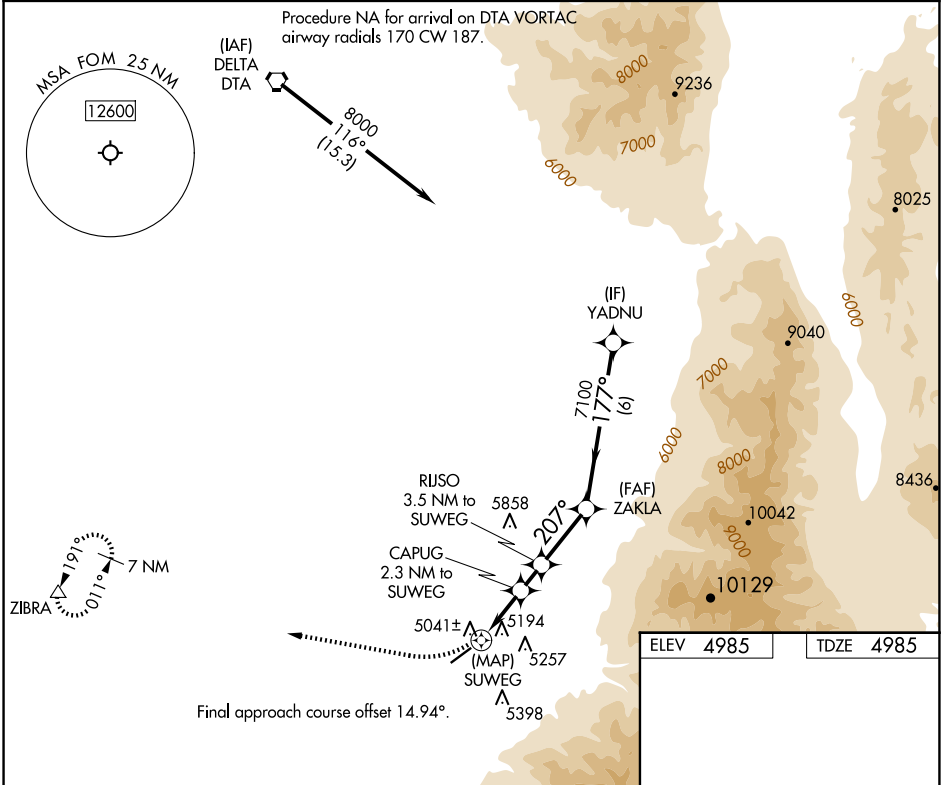 Procedure NA for arrival on DTA VORTAC
airway radials 170 CW 187.
MSA FOM 25 NM
12600
(IAF)
DELTA
DTA
8000
116°
(15.3)
8000
9236
7000
6000
8025
6000
(IF)
YADNU
9040
7000
7100
177°
(6)
6000
8000
8436
RIJSO
3.5 NM to
SUWEG
5858
207°
(FAF)
ZAKLA
10042
9000
CAPUG
2.3 NM to
SUWEG
191°
011°
7 NM
ZIBRA
10129
5041±
5194
5257
(MAP)
SUWEG
5398
Final approach course offset 14.94°.
ELEV 4985
TDZE 4985